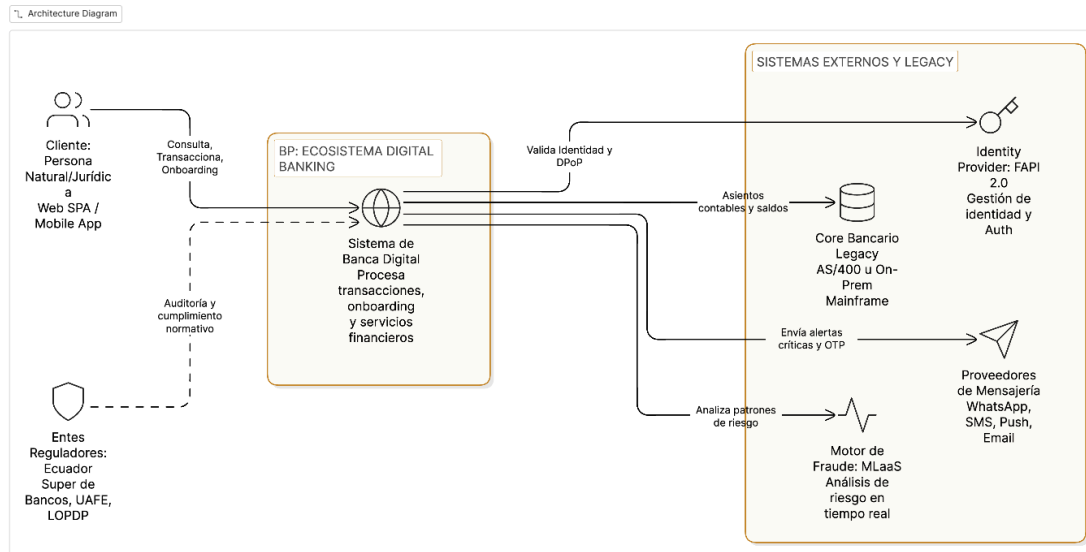 Architecture Diagram
SISTEMAS EXTERNOS Y LEGACY
Cliente:
Persona
Natural/Jurídic
a
Web SPA /
Mobile App
Consulta,
Transacciona,
Onboarding
BP: ECOSISTEMA DIGITAL
BANKING
Valida Identidad y
DPoP
Identity
Provider: FAPI
2.0
Gestión de
identidad y
Auth
Asientos
contables y saldos
Core Bancario
Legacy
AS/400 u On-
Prem
Mainframe
Sistema de
Banca Digital
Procesa
transacciones,
onboarding
y servicios
financieros
Auditoría y
cumplimiento
normativo
Envía alertas
críticas y OTP
Proveedores
de Mensajería
WhatsApp,
SMS, Push,
Email
Analiza patrones
de riesgo
Motor de
Fraude: MLaaS
Análisis de
riesgo en
tiempo real
Entes
Reguladores:
Ecuador
Super de
Bancos, UAFE,
LOPDP